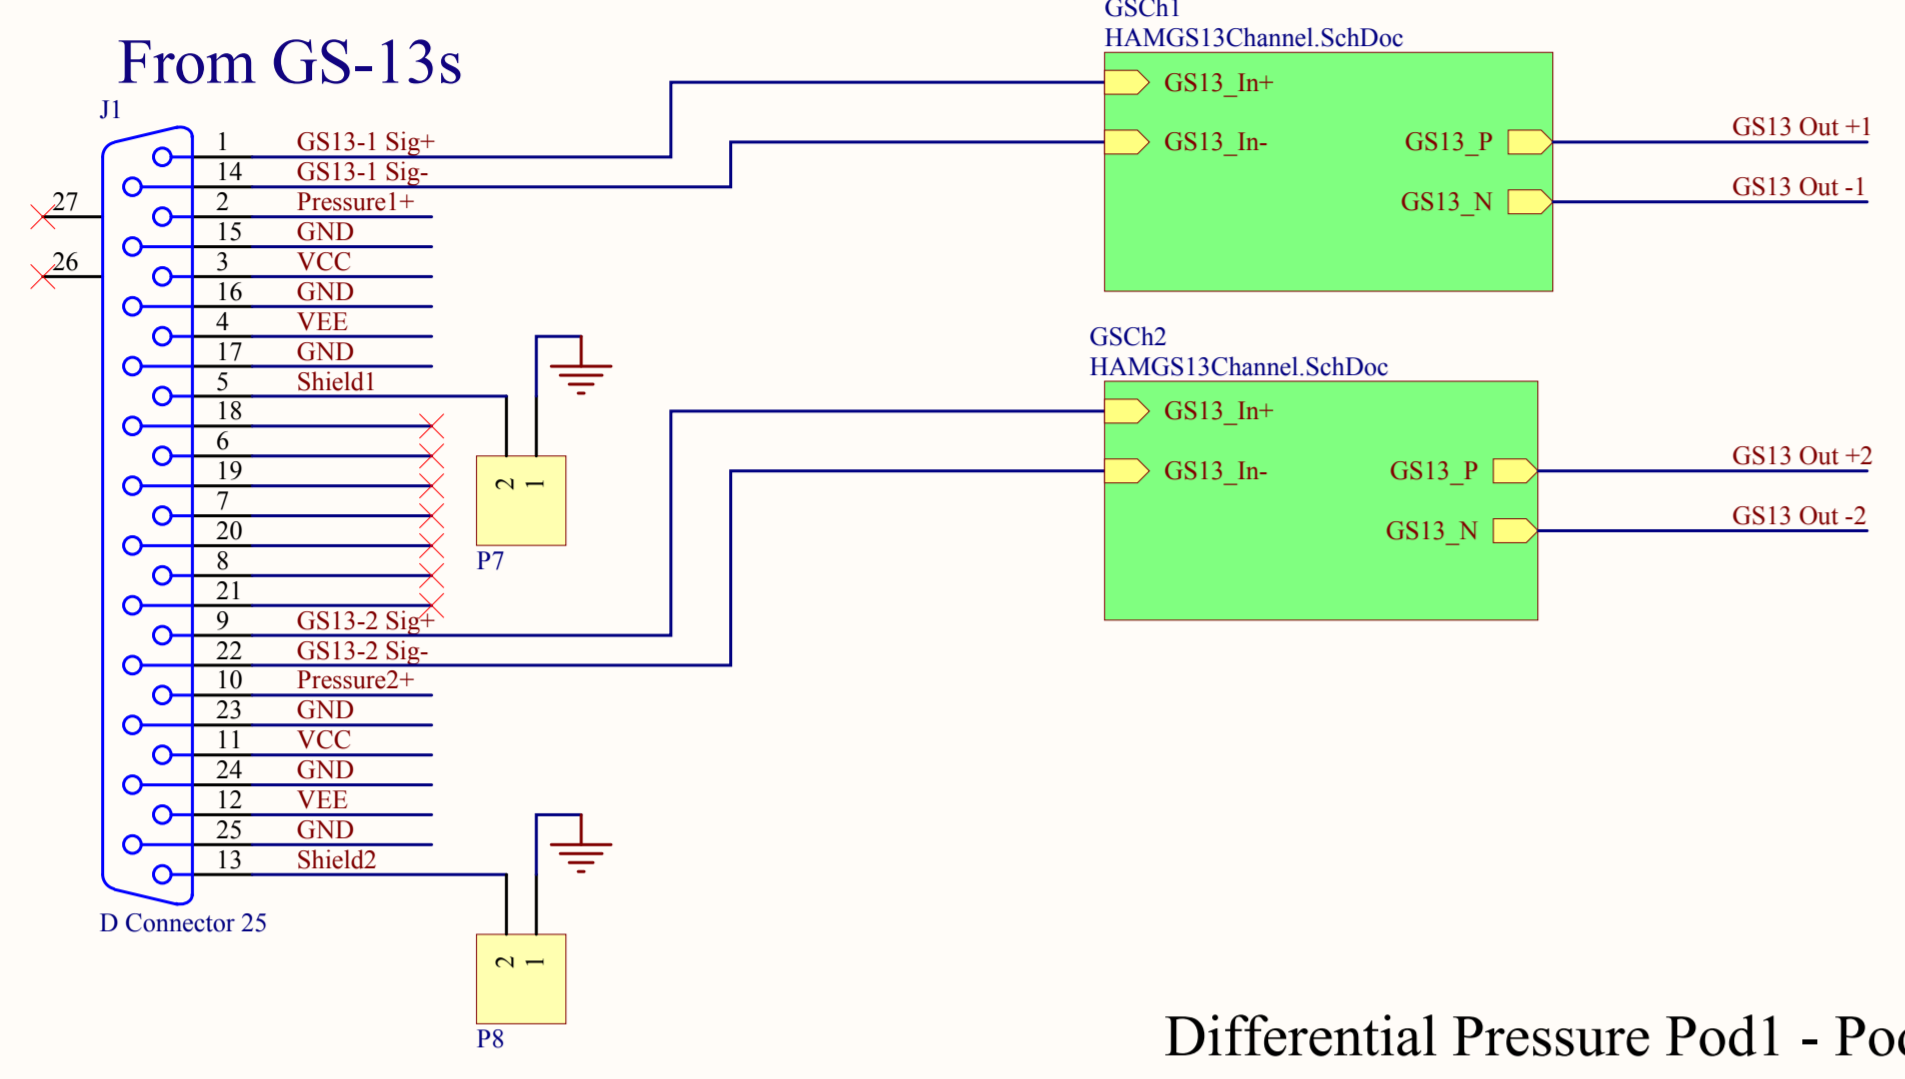 From GS-13s
J1
1 GS13-1 Sig+
14 GS13-1 Sig-
27
2 Pressure1+
15 GND
26
3 VCC
16 GND
4 VEE
17 GND
5 Shield1
18
6
19
7
20
8
21
9 GS13-2 Sig+
22 GS13-2 Sig-
10 Pressure2+
23 GND
11 VCC
24 GND
12 VEE
25 GND
13 Shield2
D Connector 25
2 1
P7
2 1
P8
GSCh1
HAMGS13Channel.SchDoc
GS13_In+
GS13_In-
GS13_P
GS13_N
GS13 Out +1
GS13 Out -1
GSCh2
HAMGS13Channel.SchDoc
GS13_In+
GS13_In-
GS13_P
GS13_N
GS13 Out +2
GS13 Out -2
Differential Pressure Pod1 -